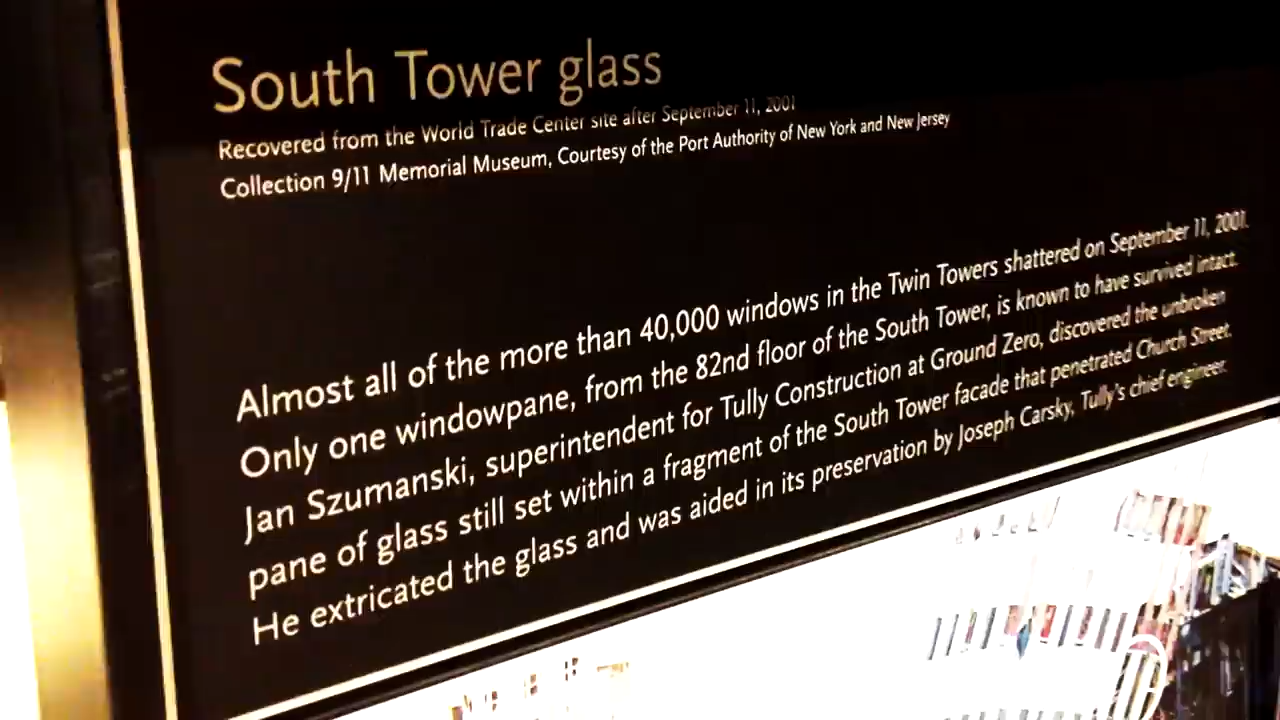 South Tower glass
Recovered from the World Trade Center site after September 11, 2001
Collection 9/11 Memorial Museum, Courtesy of the Port Authority of New York and New Jersey
Almost all of the more than 40,000 windows in the Twin Towers shattered on September 11, 2001.
Only one windowpane, from the 82nd floor of the South Tower, is known to have survived intact.
Jan Szumanski, superintendent for Tully Construction at Ground Zero, discovered the unbroken
pane of glass still set within a fragment of the South Tower facade that penetrated Church Street.
He extricated the glass and was aided in its preservation by Joseph Carsky, Tully's chief engineer.